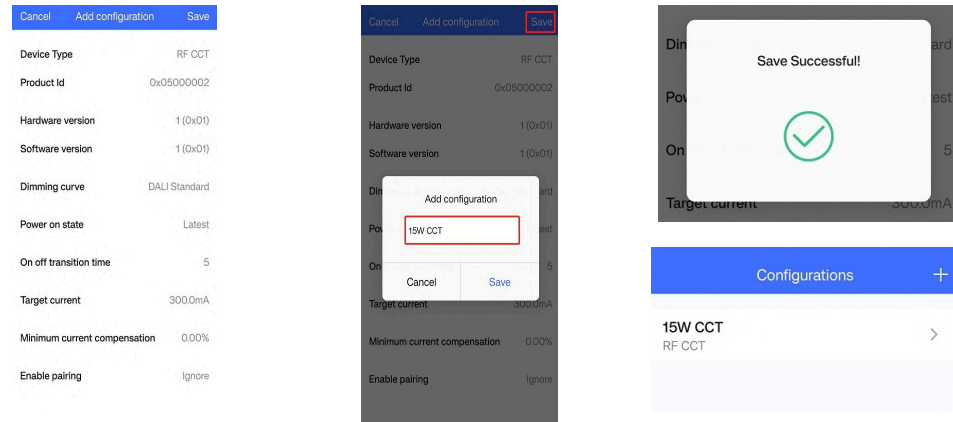 Cancel Add configuration Save
Device Type RF CCT
Product Id 0x05000002
Hardware version 1 (0x01)
Software version 1 (0x01)
Dimming curve DALI Standard
Power on state Latest
On off transition time 5
Target current 300.0mA
Minimum current compensation 0.00%
Enable pairing Ignore
Cancel Add configuration Save
Device Type RF CCT
Product Id 0x05000002
Hardware version 1 (0x01)
Software version 1 (0x01)
Add configuration
15W CCT
Cancel Save
Target current 300.0mA
Minimum current compensation 0.00%
Enable pairing Ignore
Save Successful!
On 5
Target current 300.0mA
Configurations +
15W CCT
RF CCT